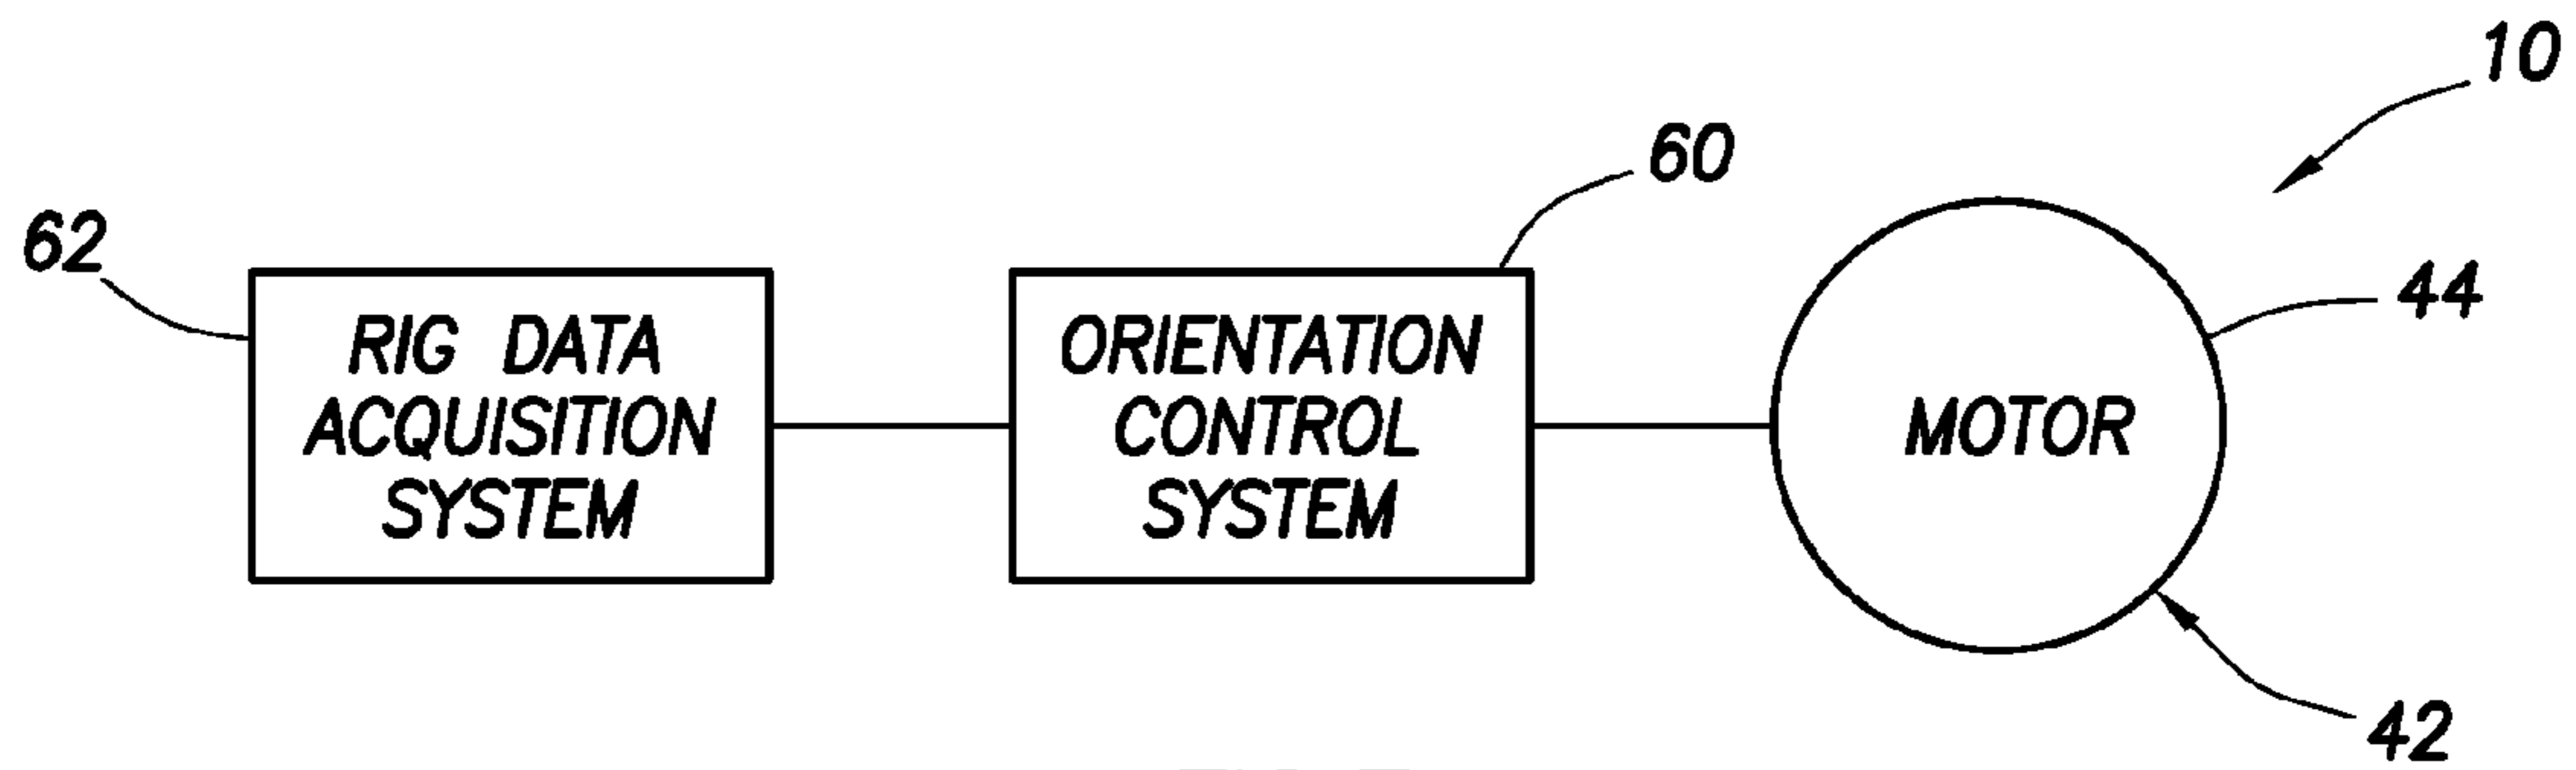 10
60
62
44
RIG DATA
ACQUISITION
SYSTEM
ORIENTATION
CONTROL
SYSTEM
MOTOR
42